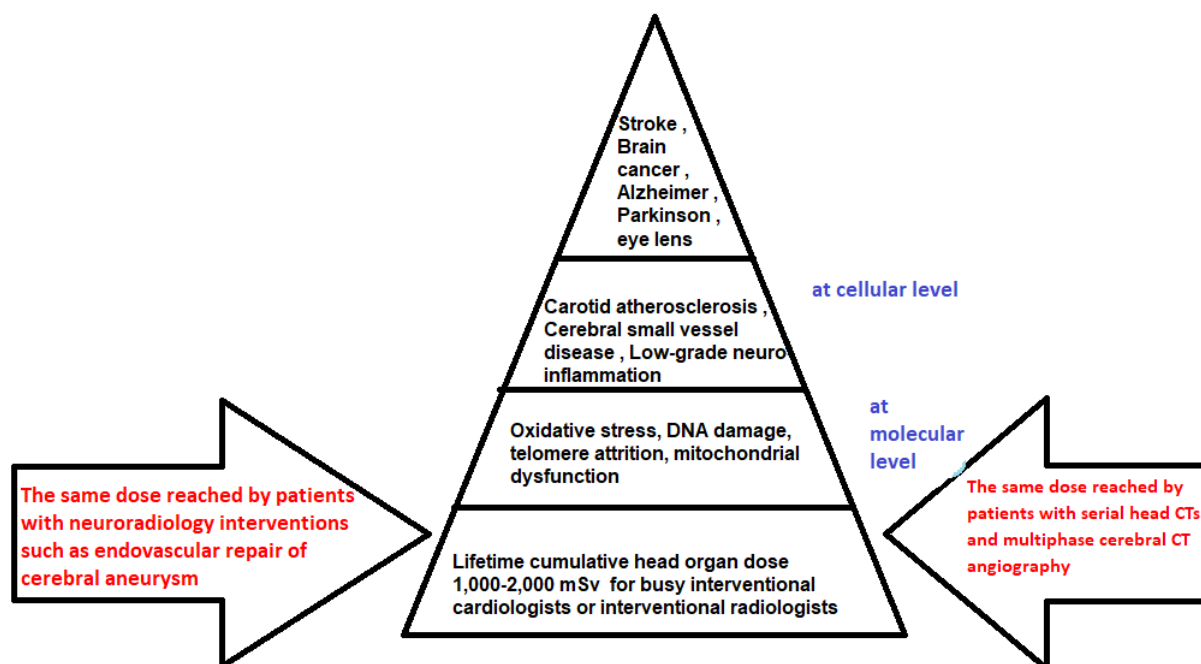 Stroke ,
Brain
cancer ,
Alzheimer ,
Parkinson ,
eye lens
at cellular level
Carotid atherosclerosis ,
Cerebral small vessel
disease , Low-grade neuro
inflammation
at
molecular
level
Oxidative stress, DNA damage,
telomere attrition, mitochondrial
dysfunction
The same dose reached by patients
with neuroradiology interventions
such as endovascular repair of
cerebral aneurysm
The same dose reached by
patients with serial head CTs
and multiphase cerebral CT
angiography
Lifetime cumulative head organ dose
1,000-2,000 mSv for busy interventional
cardiologists or interventional radiologists